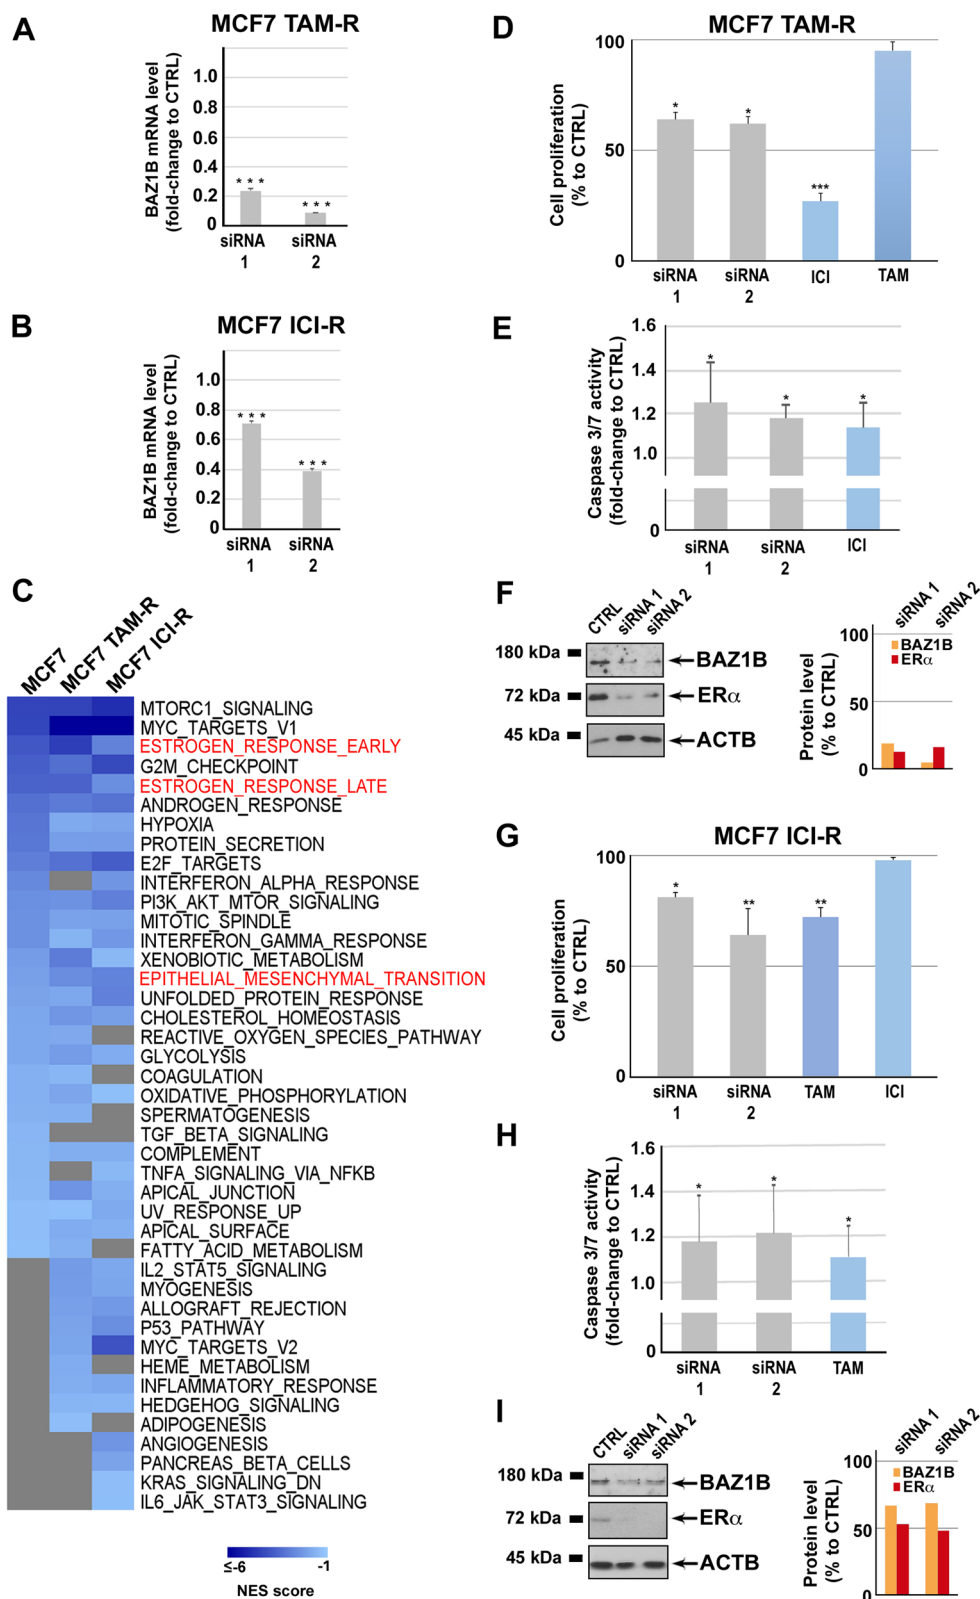 A
MCF7 TAM-R
BAZ1B mRNA level
(fold-change to CTRL)
1.0
0.8
0.6
0.4
0.2
0
* * *
* * *
siRNA
1
siRNA
2
B
MCF7 ICI-R
BAZ1B mRNA level
(fold-change to CTRL)
1.0
0.8
0.6
0.4
0.2
0
* * *
* * *
siRNA
1
siRNA
2
C
MCF7
MCF7 TAM-R
MCF7 ICI-R
MTORC1_SIGNALING
MYC_TARGETS_V1
ESTROGEN_RESPONSE_EARLY
G2M_CHECKPOINT
ESTROGEN_RESPONSE_LATE
ANDROGEN_RESPONSE
HYPOXIA
PROTEIN_SECRETION
E2F_TARGETS
INTERFERON_ALPHA_RESPONSE
PI3K_AKT_MTOR_SIGNALING
MITOTIC_SPINDLE
INTERFERON_GAMMA_RESPONSE
XENOBIOTIC_METABOLISM
EPITHELIAL_MESENCHYMAL_TRANSITION
UNFOLDED_PROTEIN_RESPONSE
CHOLESTEROL_HOMEOSTASIS
REACTIVE_OXYGEN_SPECIES_PATHWAY
GLYCOLYSIS
COAGULATION
OXIDATIVE_PHOSPHORYLATION
SPERMATOGENESIS
TGF_BETA_SIGNALING
COMPLEMENT
TNFA_SIGNALING_VIA_NFKB
APICAL_JUNCTION
UV_RESPONSE_UP
APICAL_SURFACE
FATTY_ACID_METABOLISM
IL2_STAT5_SIGNALING
MYOGENESIS
ALLOGRAFT_REJECTION
P53_PATHWAY
MYC_TARGETS_V2
HEME_METABOLISM
INFLAMMATORY_RESPONSE
HEDGEHOG_SIGNALING
ADIPOGENESIS
ANGIOGENESIS
PANCREAS_BETA_CELLS
KRAS_SIGNALING_DN
IL6_JAK_STAT3_SIGNALING
≤-6
-1
NES score
D
MCF7 TAM-R
Cell proliferation
(% to CTRL)
100
50
0
*
*
***
siRNA
1
siRNA
2
ICI
TAM
E
Caspase 3/7 activity
(fold-change to CTRL)
1.6
1.4
1.2
1.0
0
*
*
*
siRNA
1
siRNA
2
ICI
F
CTRL
siRNA 1
siRNA 2
180 kDa
BAZ1B
72 kDa
ERα
45 kDa
ACTB
siRNA 1
siRNA 2
Protein level
(% to CTRL)
100
50
0
BAZ1B
ERα
G
MCF7 ICI-R
Cell proliferation
(% to CTRL)
100
50
0
*
**
**
siRNA
1
siRNA
2
TAM
ICI
H
Caspase 3/7 activity
(fold-change to CTRL)
1.6
1.4
1.2
1.0
0
*
*
*
siRNA
1
siRNA
2
TAM
I
CTRL
siRNA 1
siRNA 2
180 kDa
BAZ1B
72 kDa
ERα
45 kDa
ACTB
siRNA 1
siRNA 2
Protein level
(% to CTRL)
100
50
0
BAZ1B
ERα